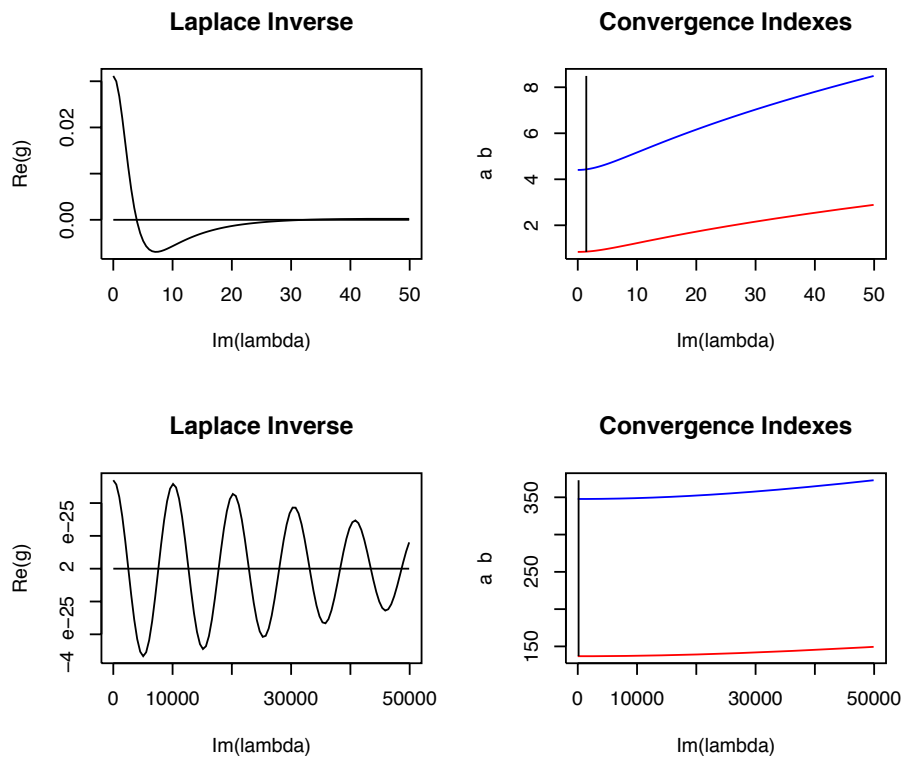 Laplace Inverse
Re(g)
0.00 0.02
0 10 20 30 40 50
Im(lambda)
Convergence Indexes
a b
2 4 6 8
0 10 20 30 40 50
Im(lambda)
Laplace Inverse
Re(g)
−4 e−25 2 e−25
0 10000 30000 50000
Im(lambda)
Convergence Indexes
a b
150 250 350
0 10000 30000 50000
Im(lambda)